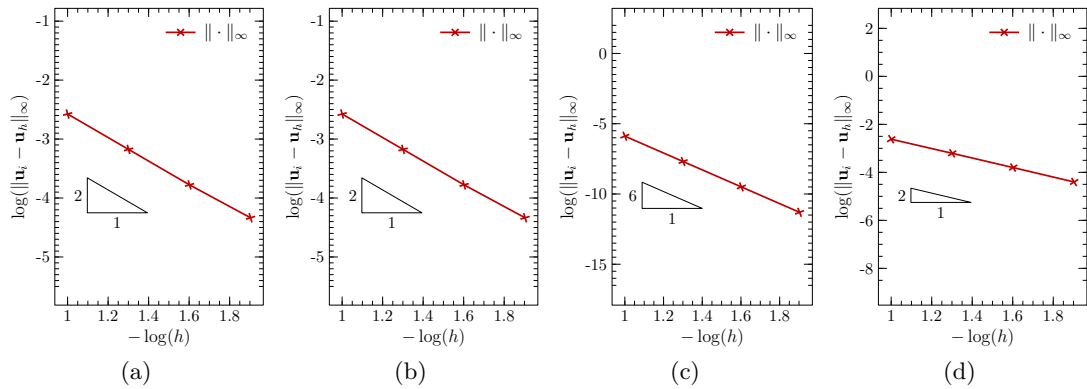 -1
-2
-3
-4
-5
1 1.2 1.4 1.6 1.8
− log(h)
log(‖u_i − u_h‖_∞)
‖ · ‖_∞
2
1
(a)
-1
-2
-3
-4
-5
1 1.2 1.4 1.6 1.8
− log(h)
log(‖u_i − u_h‖_∞)
‖ · ‖_∞
2
1
(b)
0
-5
-10
-15
1 1.2 1.4 1.6 1.8
− log(h)
log(‖u_i − u_h‖_∞)
‖ · ‖_∞
6
1
(c)
2
0
-2
-4
-6
-8
1 1.2 1.4 1.6 1.8
− log(h)
log(‖u_i − u_h‖_∞)
‖ · ‖_∞
2
1
(d)